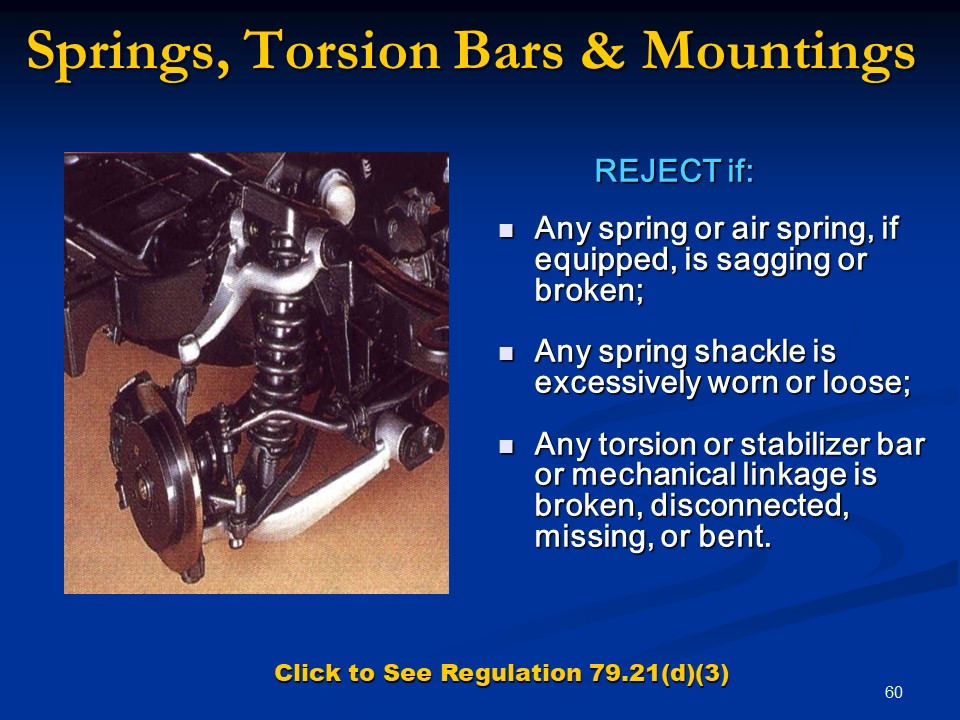 Springs, Torsion Bars & Mountings
REJECT if:
Any spring or air spring, if
equipped, is sagging or
broken;
Any spring shackle is
excessively worn or loose;
Any torsion or stabilizer bar
or mechanical linkage is
broken, disconnected,
missing, or bent.
Click to See Regulation 79.21(d)(3)
60